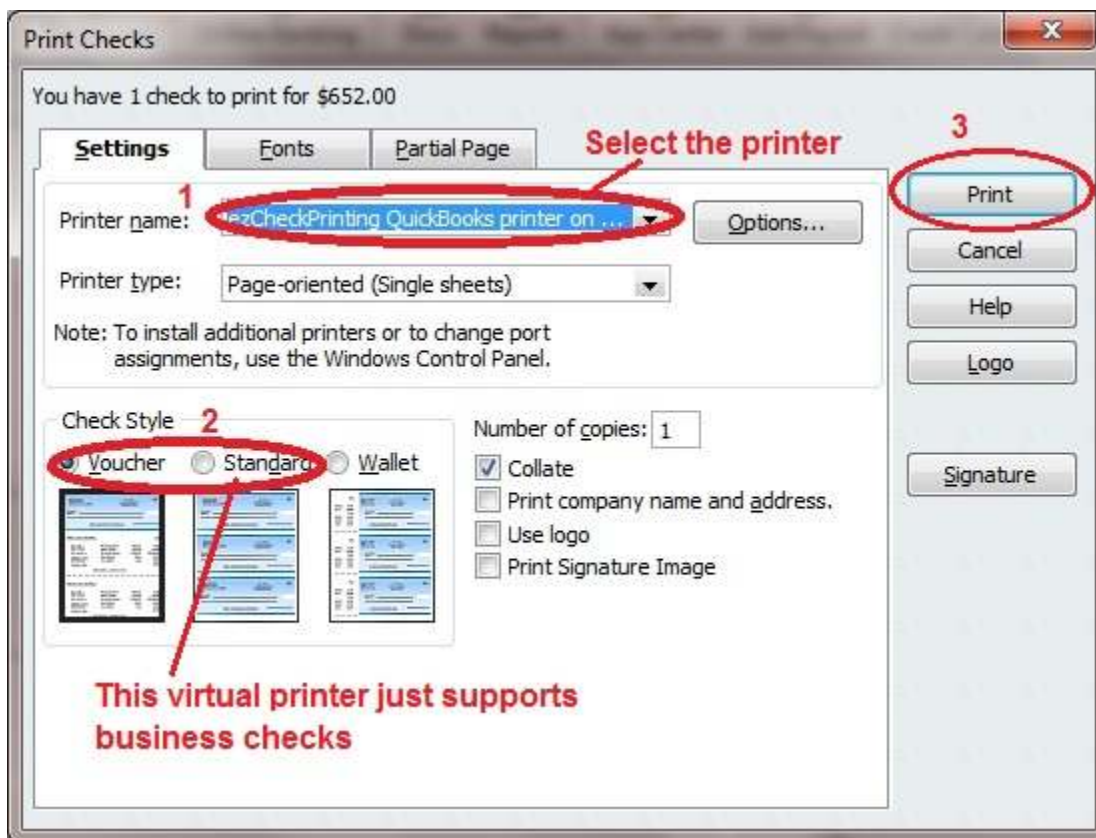 Print Checks
You have 1 check to print for $652.00
Settings
Fonts
Partial Page
Select the printer
3
1
Printer name:
ezCheckPrinting QuickBooks printer on ...
Options...
Print
Cancel
Printer type:
Page-oriented (Single sheets)
Help
Note: To install additional printers or to change port
assignments, use the Windows Control Panel.
Logo
Check Style
2
Voucher
Standard
Wallet
Number of copies: 1
Collate
Print company name and address.
Use logo
Print Signature Image
Signature
This virtual printer just supports
business checks